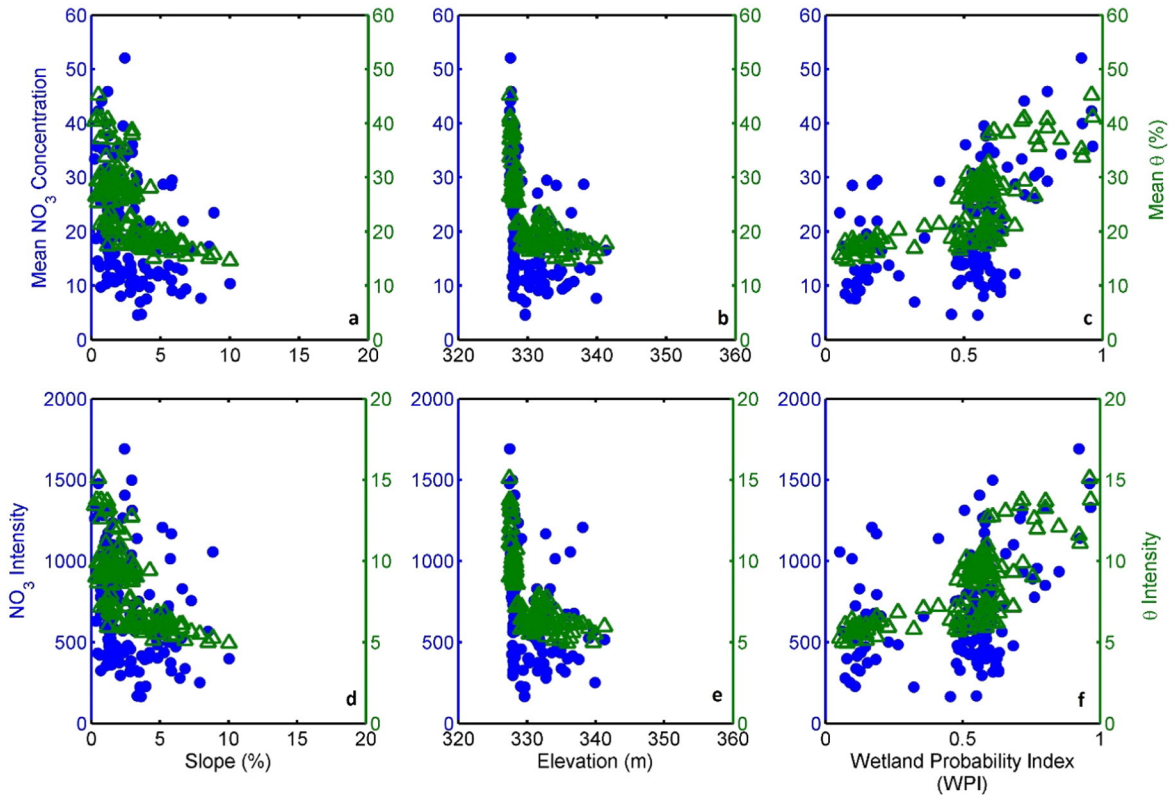 60 60 60 60
50 50 50 50
40 40 40 40
30 30 30 30
20 20 20 20
10 10 10 10
0 0 0 0
Mean NO3 Concentration
Mean θ (%)
a b c
0 5 10 15 20
320 330 340 350 360
0 0.5 1
2000 20 2000 20 2000 20
1500 15 1500 15 1500 15
1000 10 1000 10 1000 10
500 5 500 5 500 5
0 0 0 0 0 0
NO3 Intensity
θ Intensity
d e f
0 5 10 15 20
320 330 340 350 360
0 0.5 1
Slope (%)
Elevation (m)
Wetland Probability Index
(WPI)